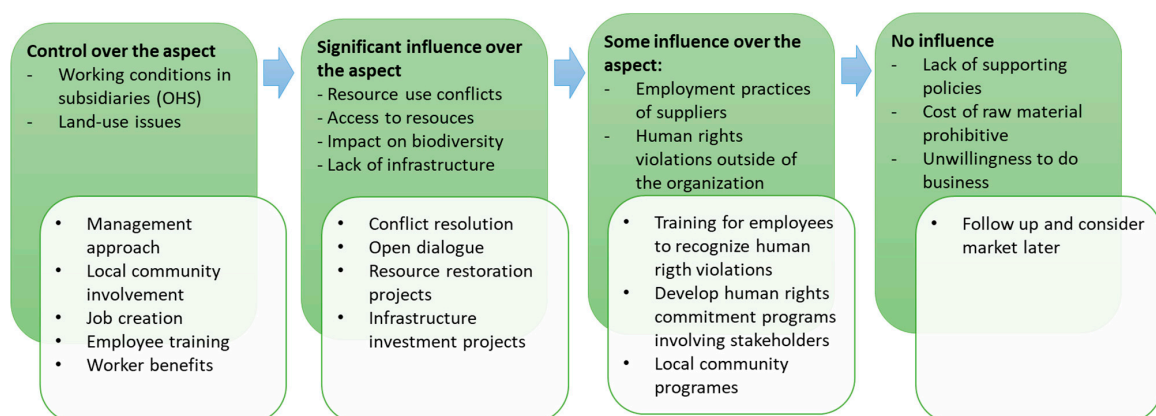 Control over the aspect
- Working conditions in
subsidiaries (OHS)
- Land-use issues
• Management
approach
• Local community
involvement
• Job creation
• Employee training
• Worker benefits
Significant influence over
the aspect
- Resource use conflicts
- Access to resouces
- Impact on biodiversity
- Lack of infrastructure
• Conflict resolution
• Open dialogue
• Resource restoration
projects
• Infrastructure
investment projects
Some influence over the
aspect:
- Employment practices
of suppliers
- Human rights
violations outside of
the organization
• Training for employees
to recognize human
rigth violations
• Develop human rights
commitment programs
involving stakeholders
• Local community
programes
No influence
- Lack of supporting
policies
- Cost of raw material
prohibitive
- Unwillingness to do
business
• Follow up and consider
market later